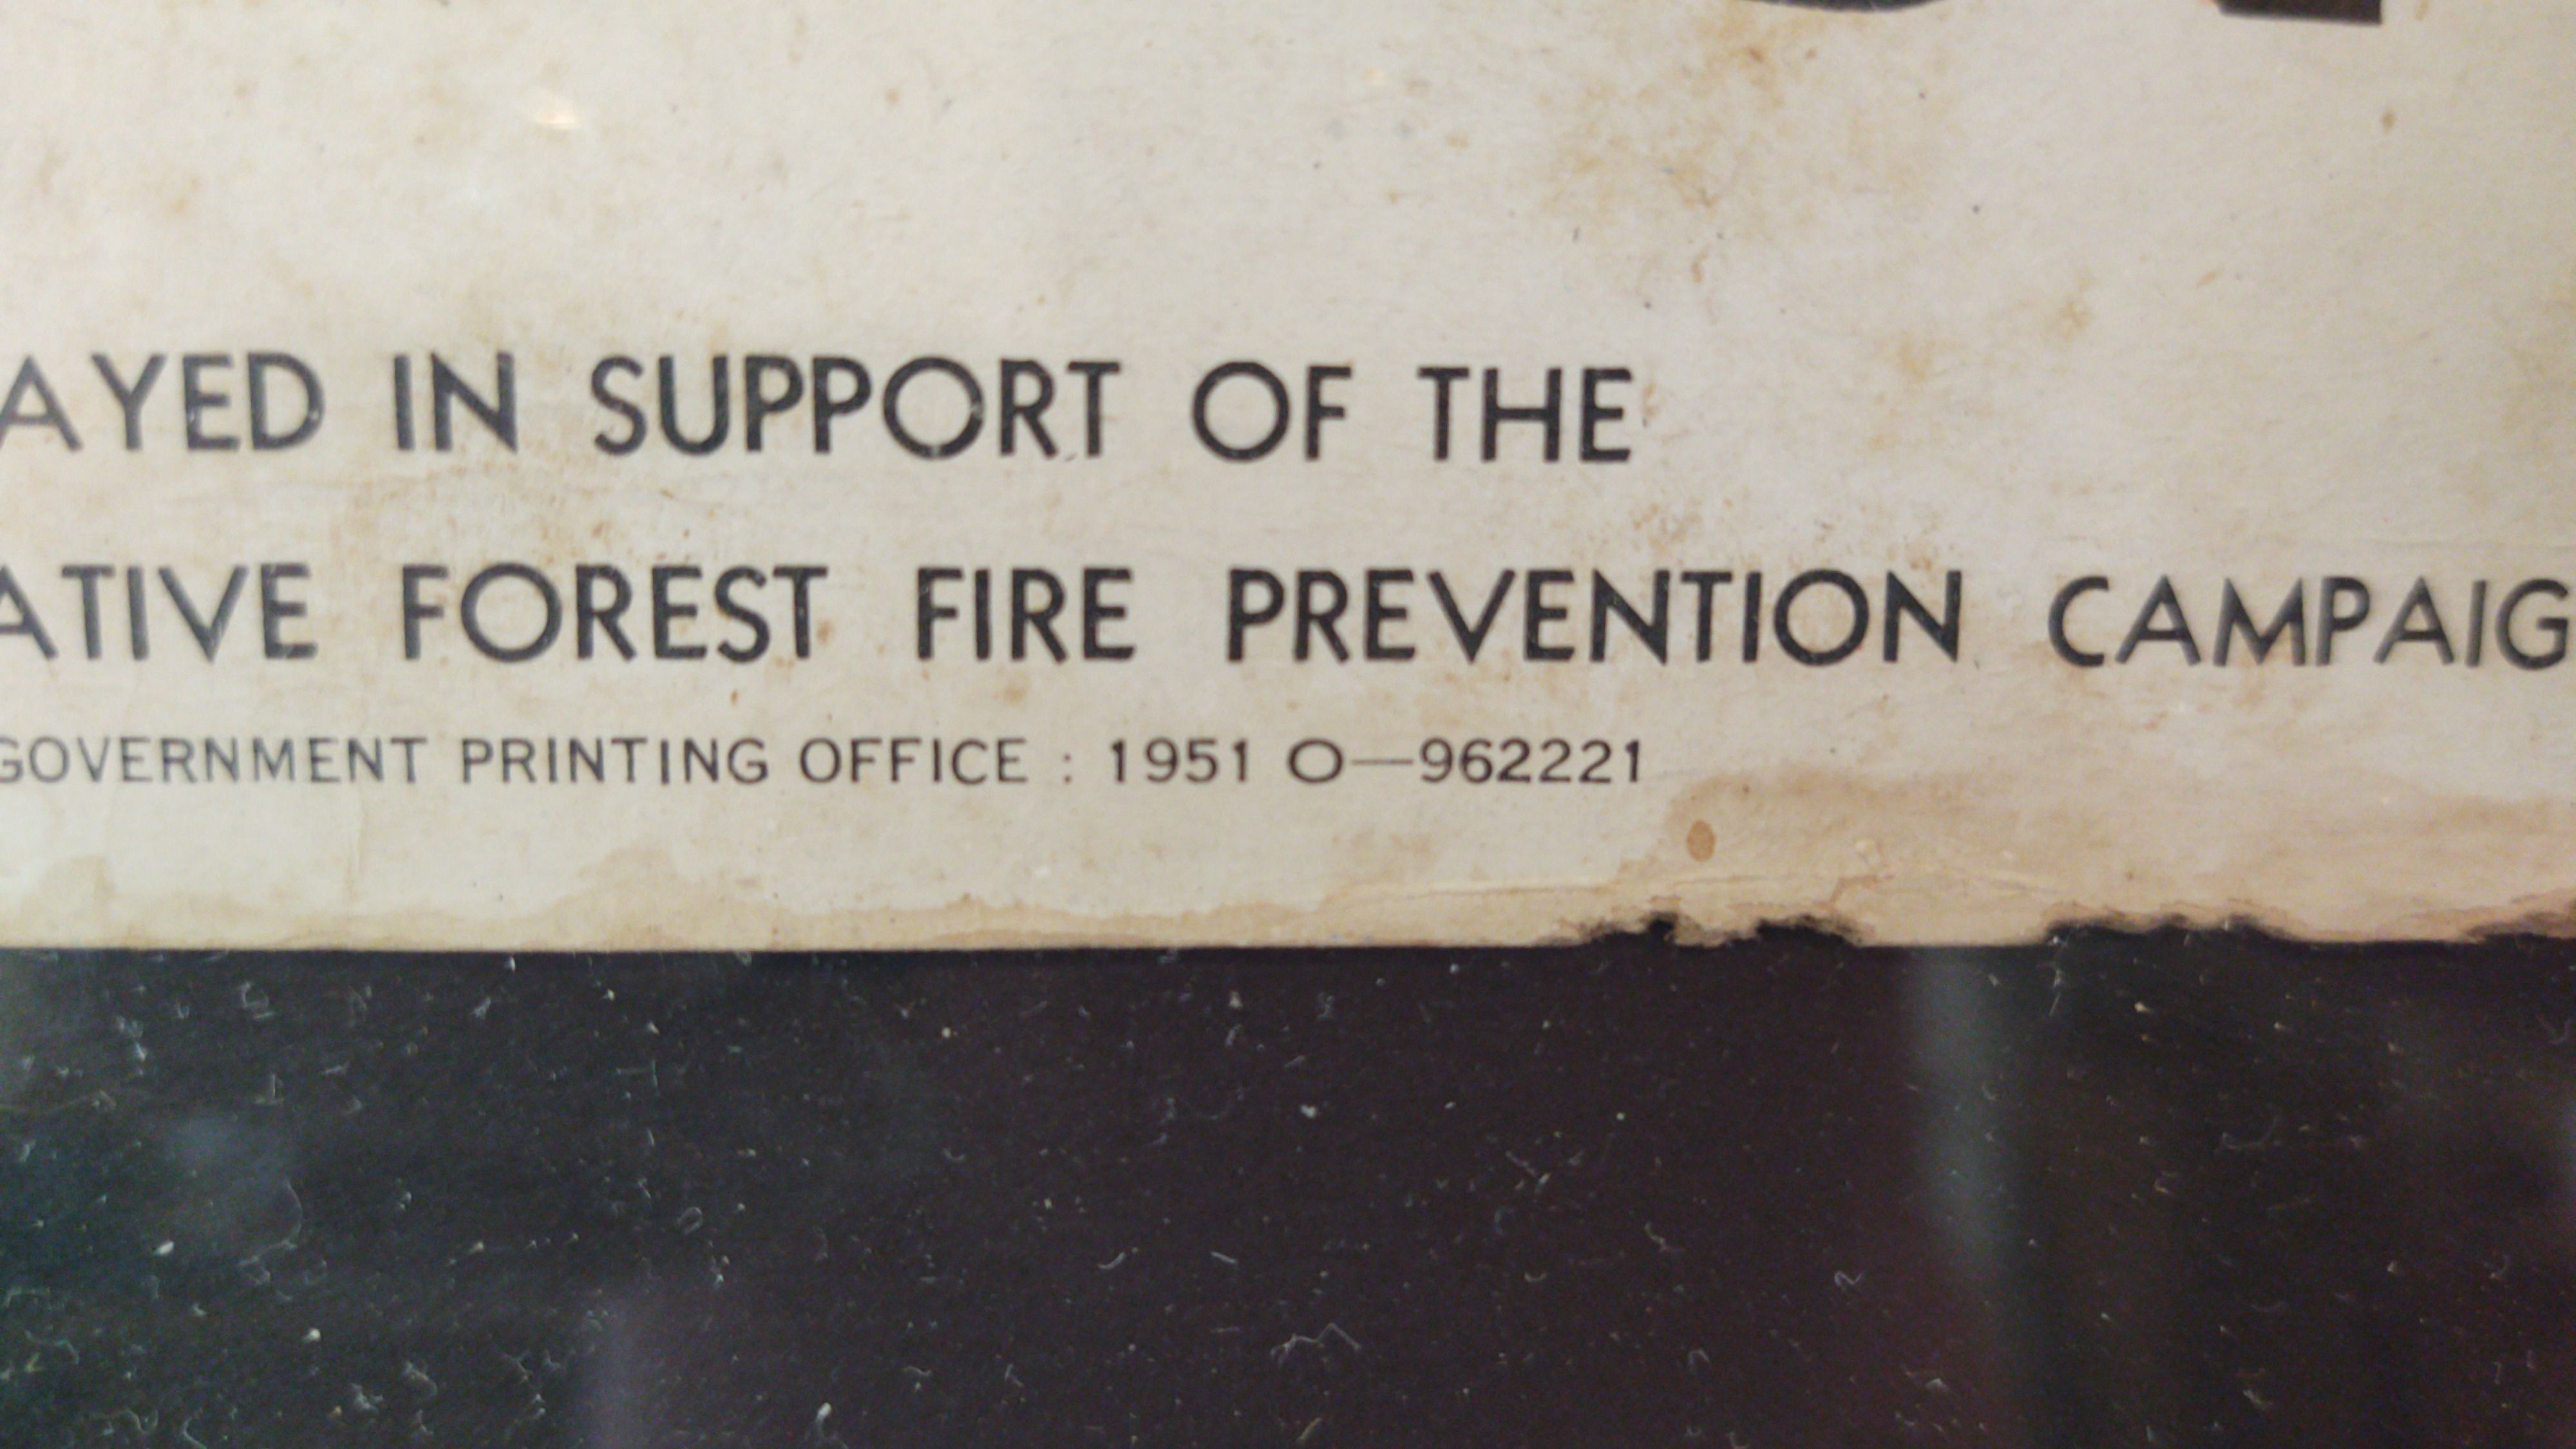 AYED IN SUPPORT OF THE
ATIVE FOREST FIRE PREVENTION CAMPAIG
GOVERNMENT PRINTING OFFICE : 1951 O—962221